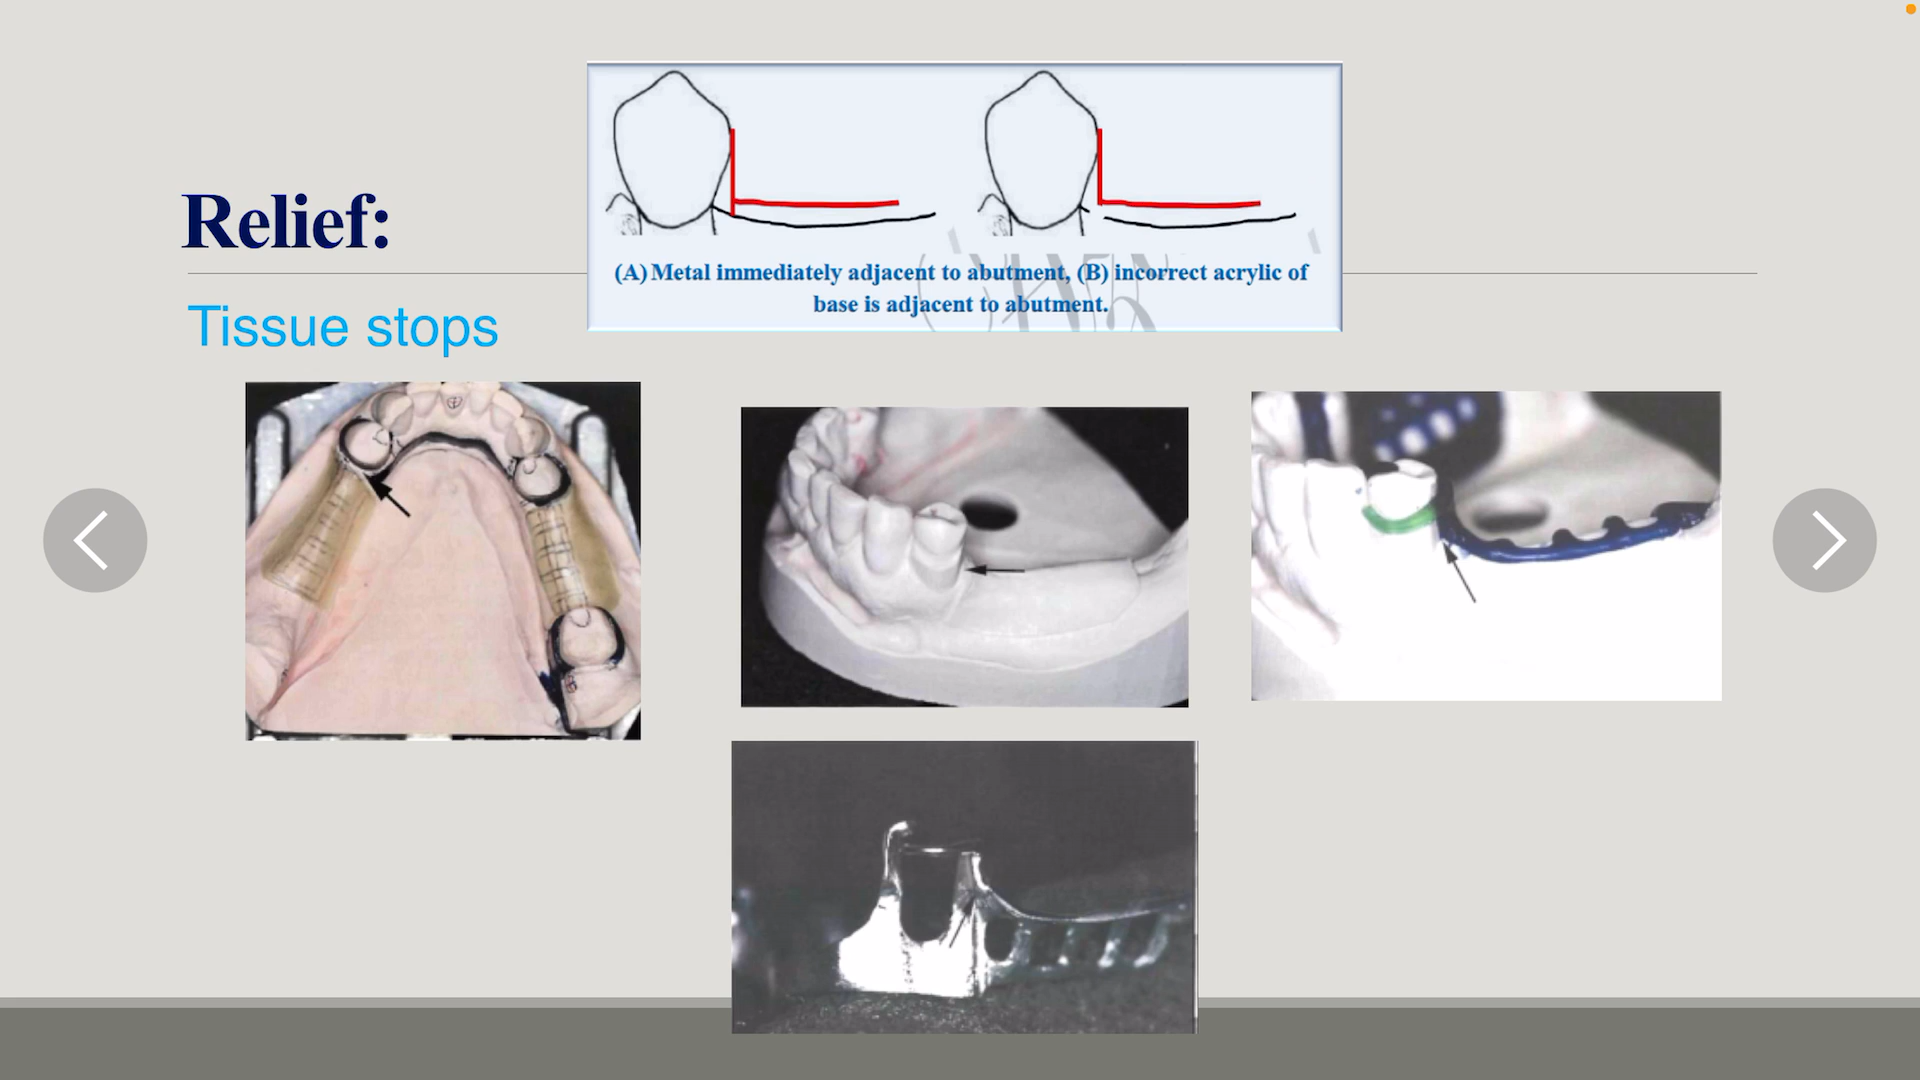 Relief:
(A) Metal immediately adjacent to abutment, (B) incorrect acrylic of
base is adjacent to abutment.
Tissue stops